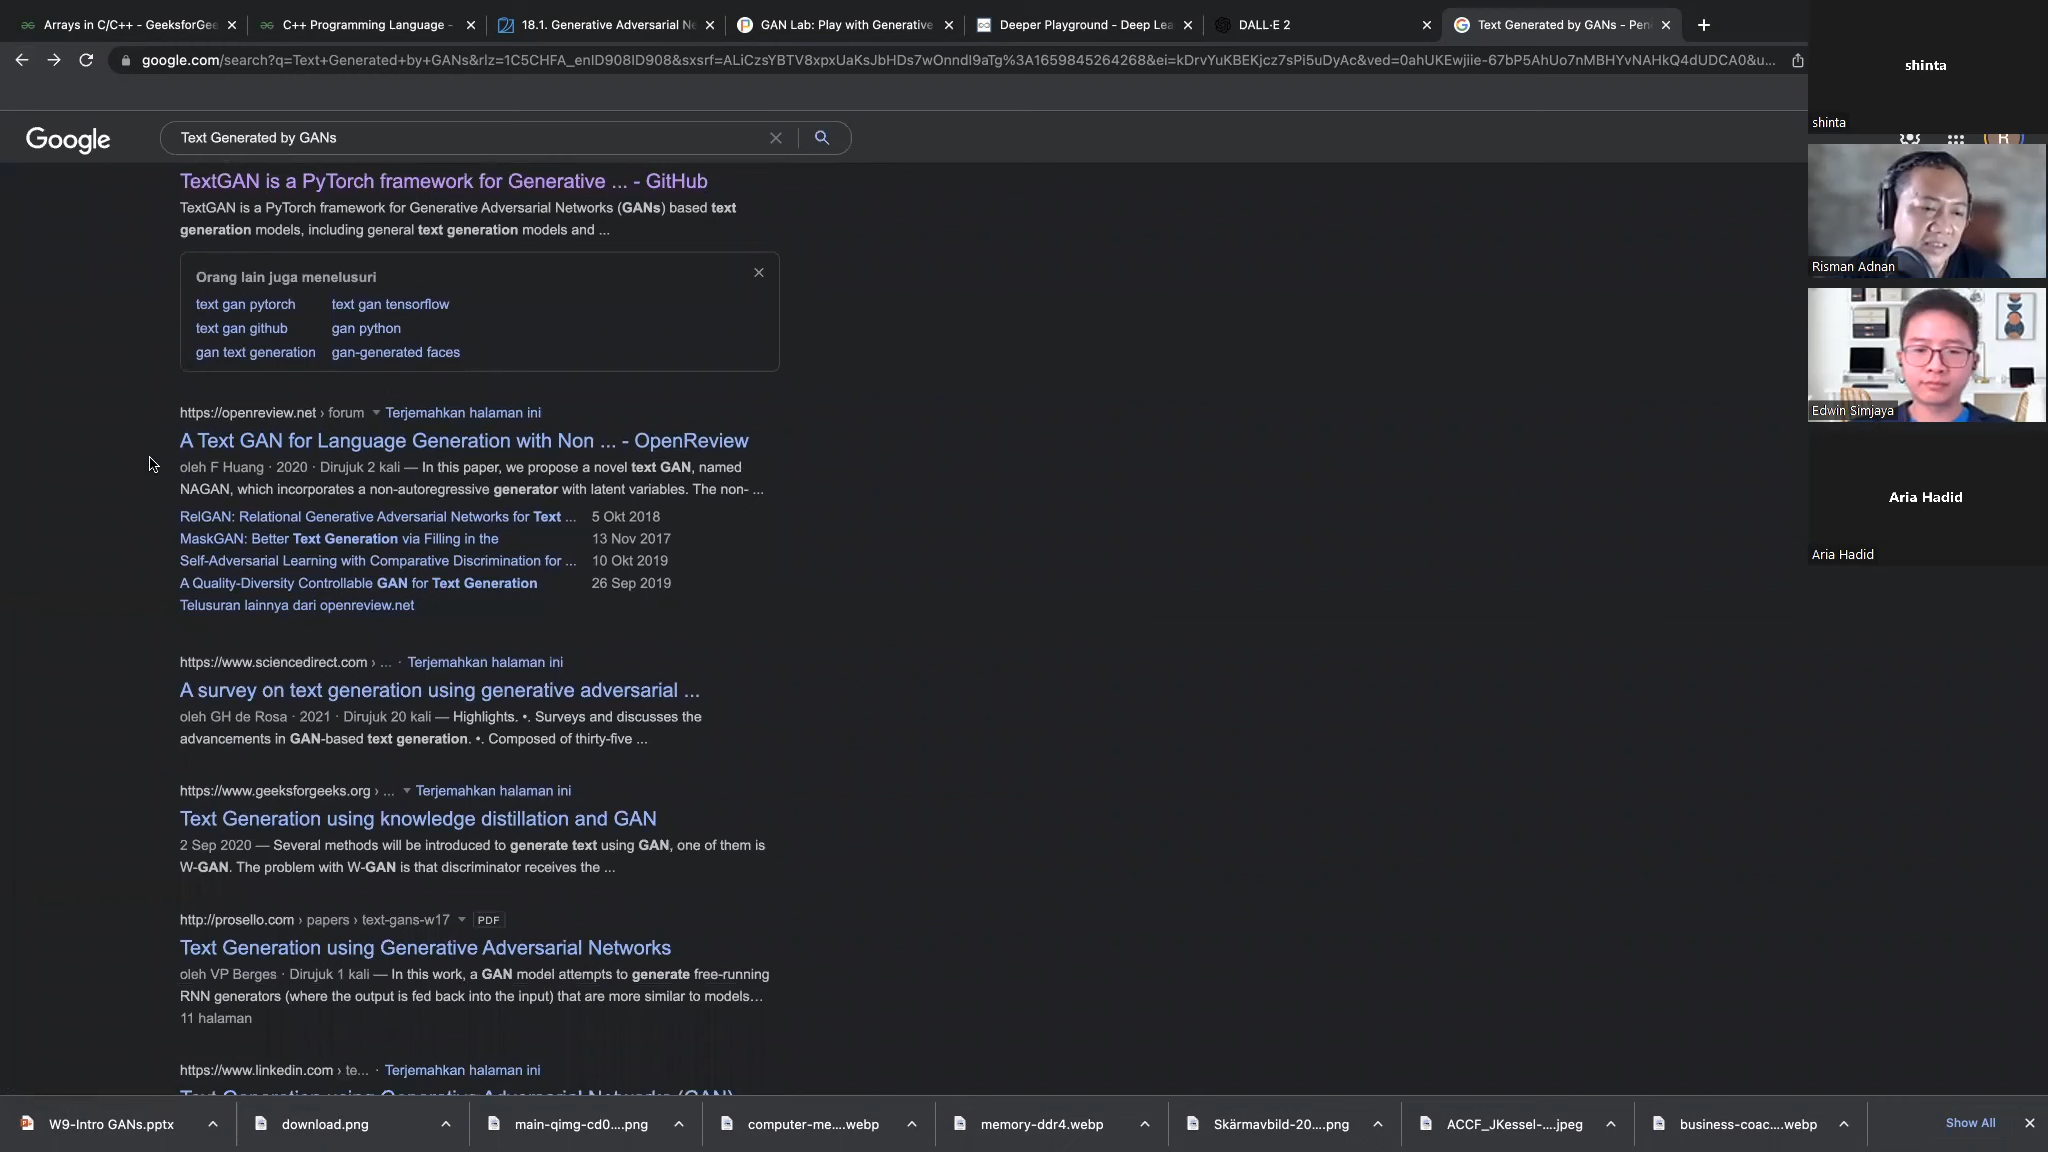 Arrays in C/C++ - GeeksforGee
C++ Programming Language -
18.1. Generative Adversarial Ne
GAN Lab: Play with Generative
Deeper Playground - Deep Lea
DALL·E 2
Text Generated by GANs - Pen
google.com/search?q=Text+Generated+by+GANs&rlz=1C5CHFA_enID908ID908&sxsrf=ALiCzsYBTV8xpxUaKsJbHDs7wOnndI9aTg%3A1659845264268&ei=kDrvYuKBEKjcz7sPi5uDyAc&ved=0ahUKEwjiie-67bP5AhUo7nMBHYvNAHkQ4dUDCA0&u...
Google
Text Generated by GANs
TextGAN is a PyTorch framework for Generative ... - GitHub
TextGAN is a PyTorch framework for Generative Adversarial Networks (GANs) based text
generation models, including general text generation models and ...
Orang lain juga menelusuri
text gan pytorch text gan tensorflow
text gan github gan python
gan text generation gan-generated faces
https://openreview.net › forum Terjemahkan halaman ini
A Text GAN for Language Generation with Non ... - OpenReview
oleh F Huang · 2020 · Dirujuk 2 kali — In this paper, we propose a novel text GAN, named
NAGAN, which incorporates a non-autoregressive generator with latent variables. The non- ...
RelGAN: Relational Generative Adversarial Networks for Text ... 5 Okt 2018
MaskGAN: Better Text Generation via Filling in the 13 Nov 2017
Self-Adversarial Learning with Comparative Discrimination for ... 10 Okt 2019
A Quality-Diversity Controllable GAN for Text Generation 26 Sep 2019
Telusuran lainnya dari openreview.net
https://www.sciencedirect.com › ... · Terjemahkan halaman ini
A survey on text generation using generative adversarial ...
oleh GH de Rosa · 2021 · Dirujuk 20 kali — Highlights. •. Surveys and discusses the
advancements in GAN-based text generation. •. Composed of thirty-five ...
https://www.geeksforgeeks.org › ... Terjemahkan halaman ini
Text Generation using knowledge distillation and GAN
2 Sep 2020 — Several methods will be introduced to generate text using GAN, one of them is
W-GAN. The problem with W-GAN is that discriminator receives the ...
http://prosello.com › papers › text-gans-w17 PDF
Text Generation using Generative Adversarial Networks
oleh VP Berges · Dirujuk 1 kali — In this work, a GAN model attempts to generate free-running
RNN generators (where the output is fed back into the input) that are more similar to models...
11 halaman
https://www.linkedin.com › te... · Terjemahkan halaman ini
Text Generation using Generative Adversarial Networks (GAN)
shinta
shinta
R
Risman Adnan
Edwin Simjaya
Aria Hadid
Aria Hadid
W9-Intro GANs.pptx
download.png
main-qimg-cd0....png
computer-me....webp
memory-ddr4.webp
Skärmavbild-20....png
ACCF_JKessel-....jpeg
business-coac....webp
Show All